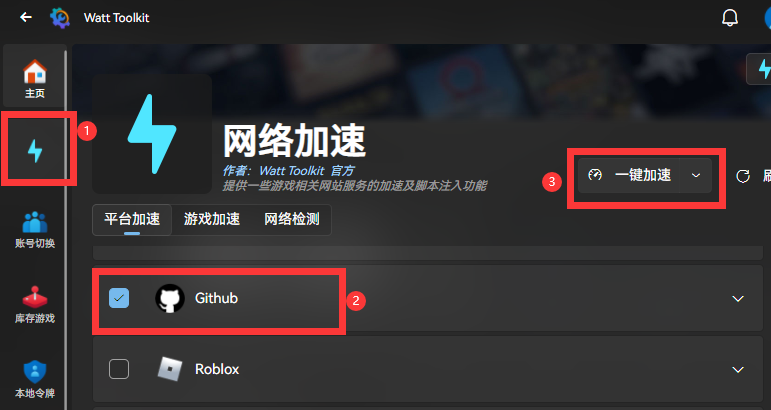 Watt Toolkit
主页
1
网络加速
作者： Watt Toolkit 官方
提供一些游戏相关网站服务的加速及脚本注入功能
3
一键加速
平台加速 游戏加速 网络检测
账号切换
Github
2
库存游戏
Roblox
本地令牌